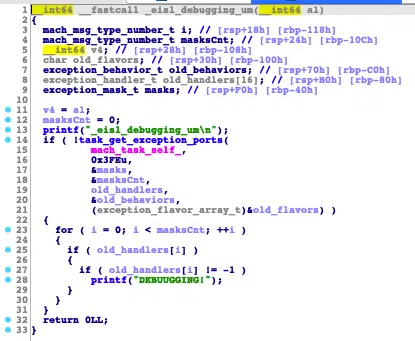 1 __int64 __fastcall _eisl_debugging_um(__int64 a1)
2 {
3 mach_msg_type_number_t i; // [rsp+18h] [rbp-118h]
4 mach_msg_type_number_t masksCnt; // [rsp+24h] [rbp-10Ch]
5 __int64 v4; // [rsp+28h] [rbp-108h]
6 char old_flavors; // [rsp+30h] [rbp-100h]
7 exception_behavior_t old_behaviors; // [rsp+70h] [rbp-C0h]
8 exception_handler_t old_handlers[16]; // [rsp+B0h] [rbp-80h]
9 exception_mask_t masks; // [rsp+F0h] [rbp-40h]
10
11 v4 = a1;
12 masksCnt = 0;
13 printf("_eisl_debugging_um\n");
14 if ( !task_get_exception_ports(
15 mach_task_self_,
16 0x3FEu,
17 &masks,
18 &masksCnt,
19 old_handlers,
20 &old_behaviors,
21 (exception_flavor_array_t)&old_flavors) )
22 {
23 for ( i = 0; i < masksCnt; ++i )
24 {
25 if ( old_handlers[i] )
26 {
27 if ( old_handlers[i] != -1 )
28 printf("DEBUUGGING!");
29 }
30 }
31 }
32 return 0LL;
33 }